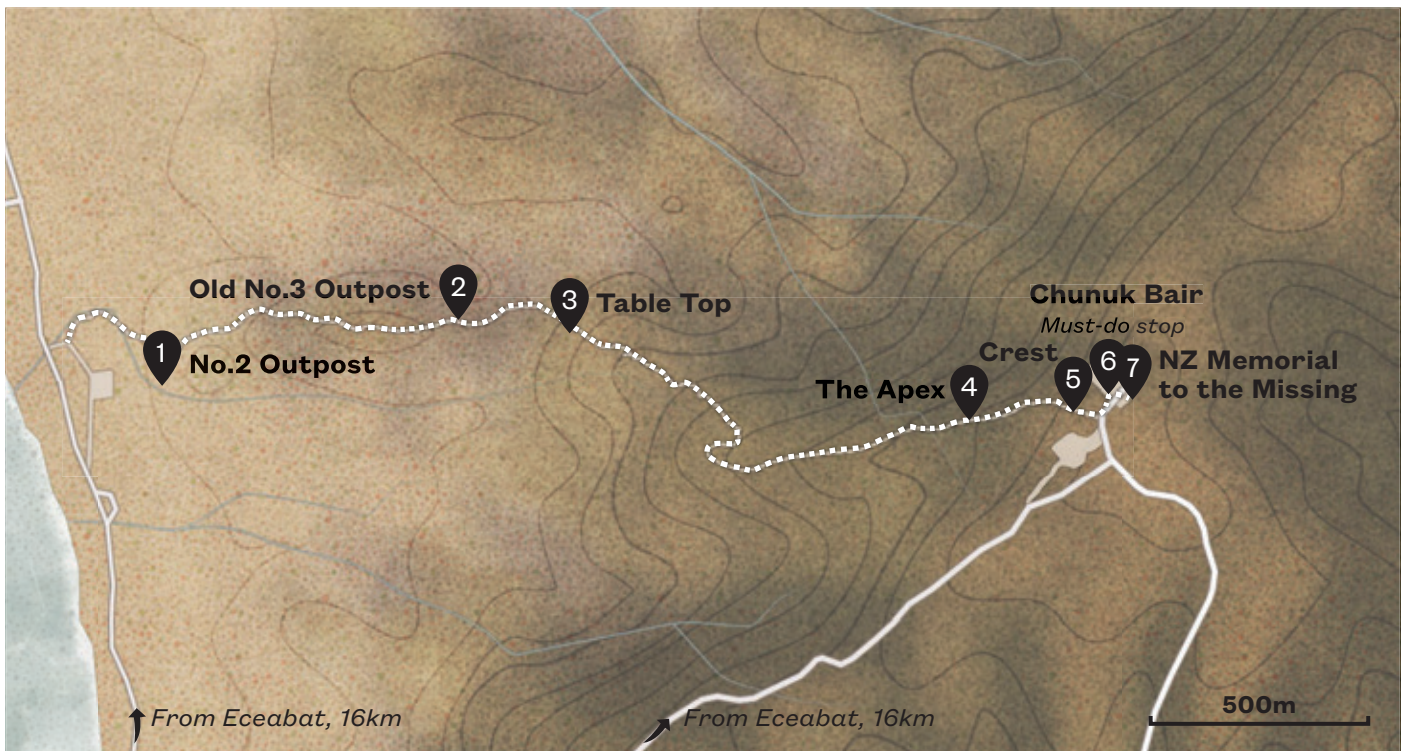 Old No.3 Outpost
2
3
Table Top
1
No.2 Outpost
Chunuk Bair
Must-do stop
Crest
The Apex
4
5
6
7
NZ Memorial
to the Missing
From Eceabat, 16km
From Eceabat, 16km
500m